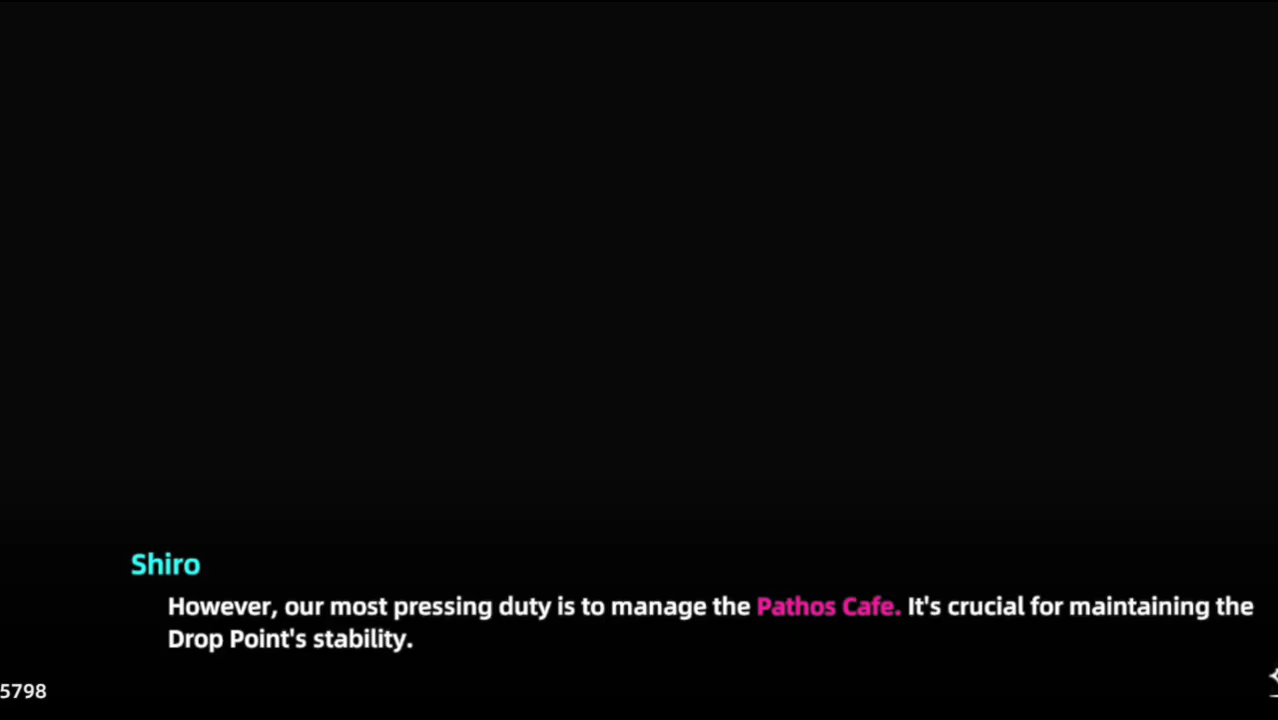 Shiro
However, our most pressing duty is to manage the Pathos Cafe. It's crucial for maintaining the
Drop Point's stability.
5798